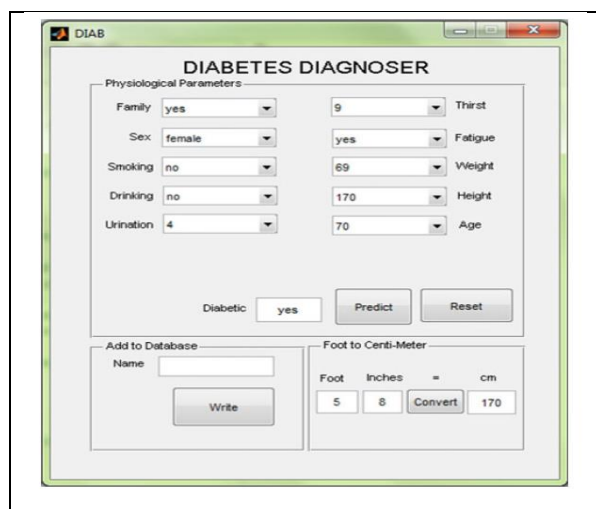 DIAB
DIABETES DIAGNOSER
Physiological Parameters
Family yes 9 Thirst
Sex female yes Fatigue
Smoking no 69 Weight
Drinking no 170 Height
Urination 4 70 Age
Diabetic yes Predict Reset
Add to Database
Name
Write
Foot to Centi-Meter
Foot Inches = cm
5 8 Convert 170